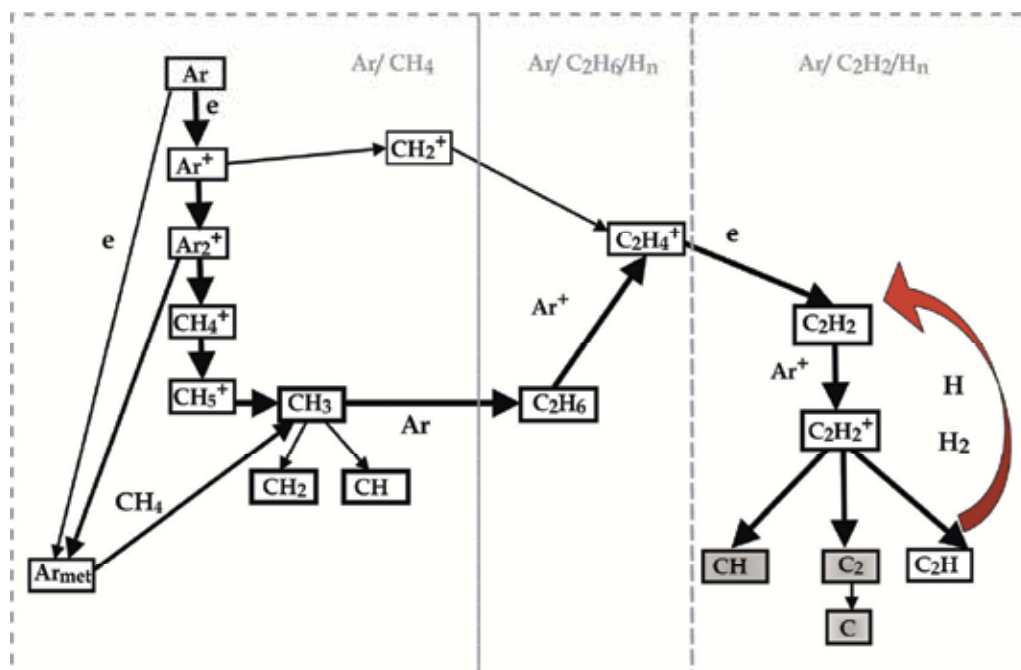 Ar/ CH4
Ar/ C2H6/Hn
Ar/ C2H2/Hn
Ar
e
Ar+
CH2+
e
Ar2+
C2H4+
e
Ar+
CH4+
C2H2
Ar+
CH5+
CH3
Ar
C2H6
H
C2H2+
H2
CH4
CH2
CH
Armet
CH
C2
C2H
C